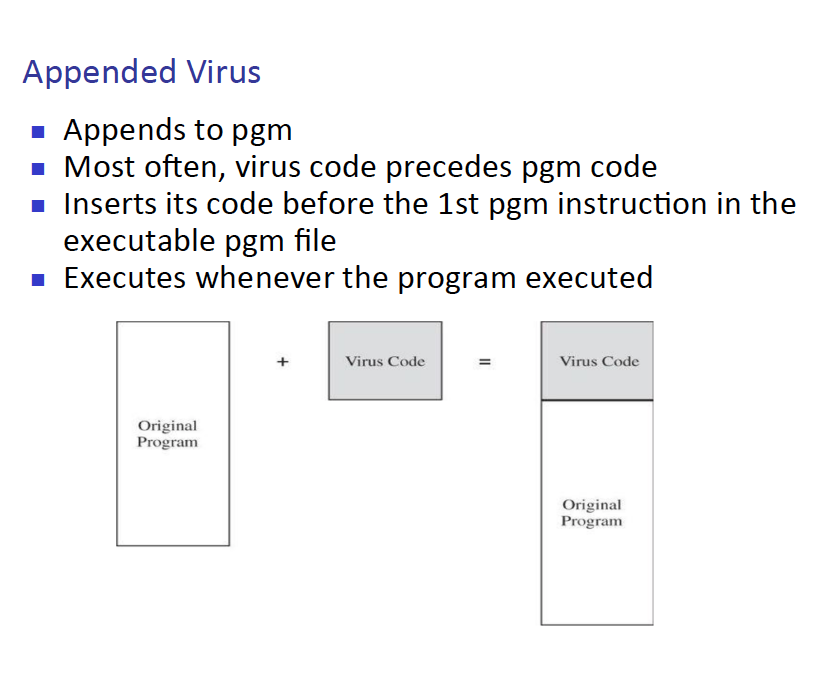 Appended Virus
Appends to pgm
Most often, virus code precedes pgm code
Inserts its code before the 1st pgm instruction in the
executable pgm file
Executes whenever the program executed
Original
Program
+
Virus Code
=
Virus Code
Original
Program